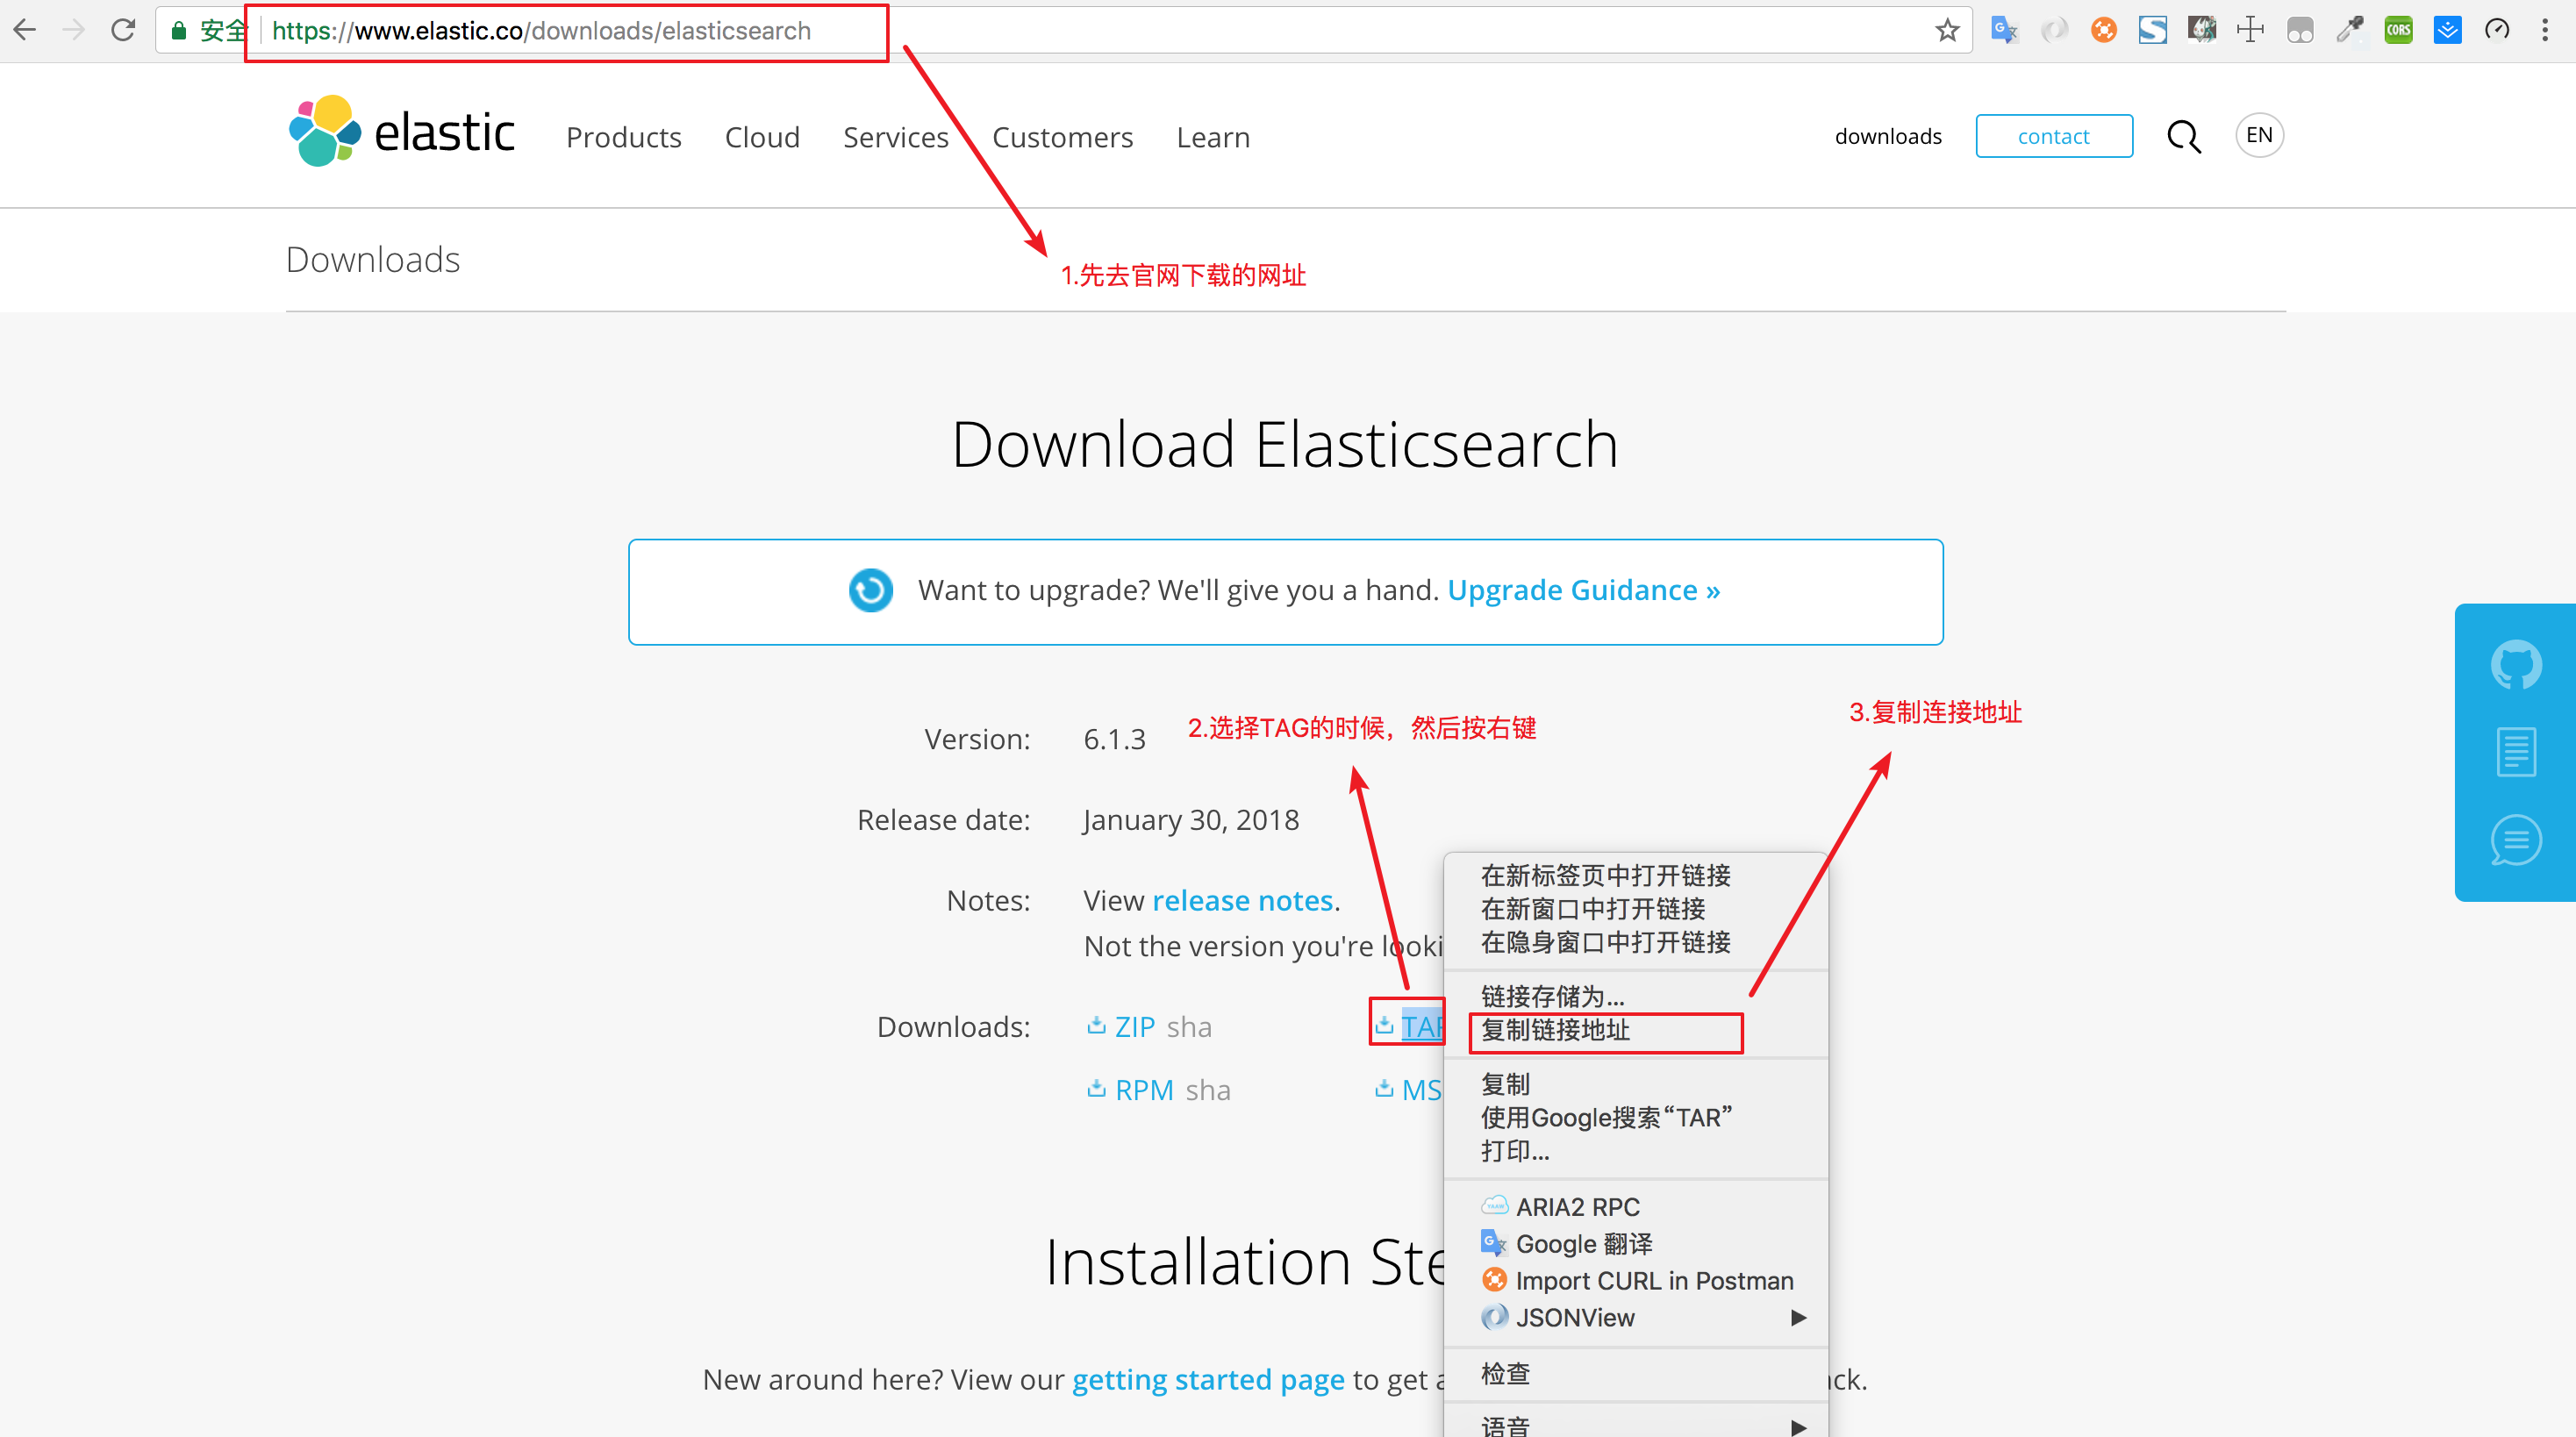 安全 https://www.elastic.co/downloads/elasticsearch
CORS
elastic Products Cloud Services Customers Learn downloads contact EN
Downloads
1.先去官网下载的网址
Download Elasticsearch
Want to upgrade? We'll give you a hand. Upgrade Guidance »
3.复制连接地址
2.选择TAG的时候，然后按右键
Version: 6.1.3
Release date: January 30, 2018
Notes: View release notes.
Not the version you're looki
Downloads: ZIP sha TAR
RPM sha MS
在新标签页中打开链接
在新窗口中打开链接
在隐身窗口中打开链接
链接存储为...
复制链接地址
复制
使用Google搜索“TAR”
打印...
ARIA2 RPC
Google 翻译
Import CURL in Postman
JSONView
检查
语音
Installation Ste
New around here? View our getting started page to get a ck.